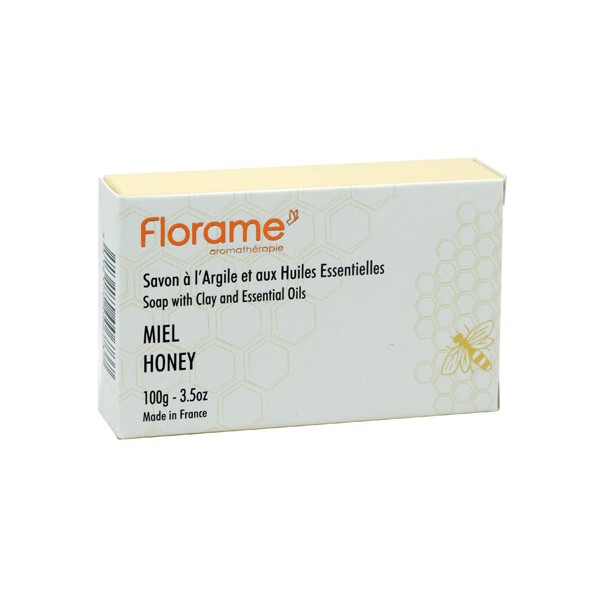 Florame
aromathérapie
Savon à l'Argile et aux Huiles Essentielles
Soap with Clay and Essential Oils
MIEL
HONEY
100g - 3.5oz
Made in France